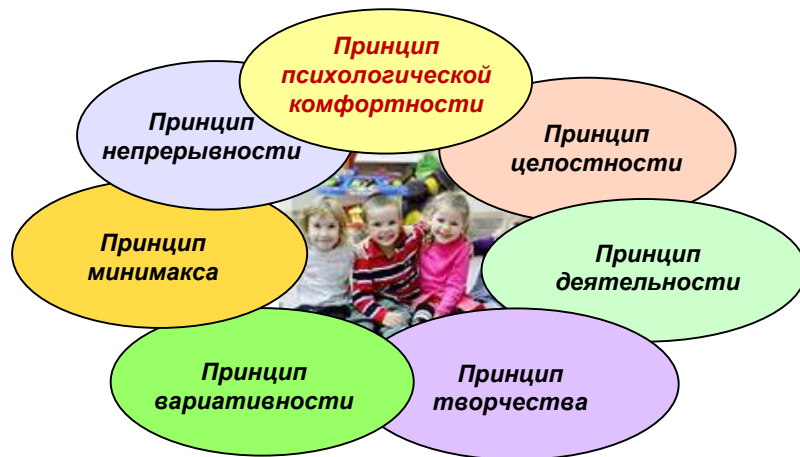 Принцип
психологической
комфортности
Принцип
непрерывности
Принцип
целостности
Принцип
минимакса
Принцип
деятельности
Принцип
вариативности
Принцип
творчества